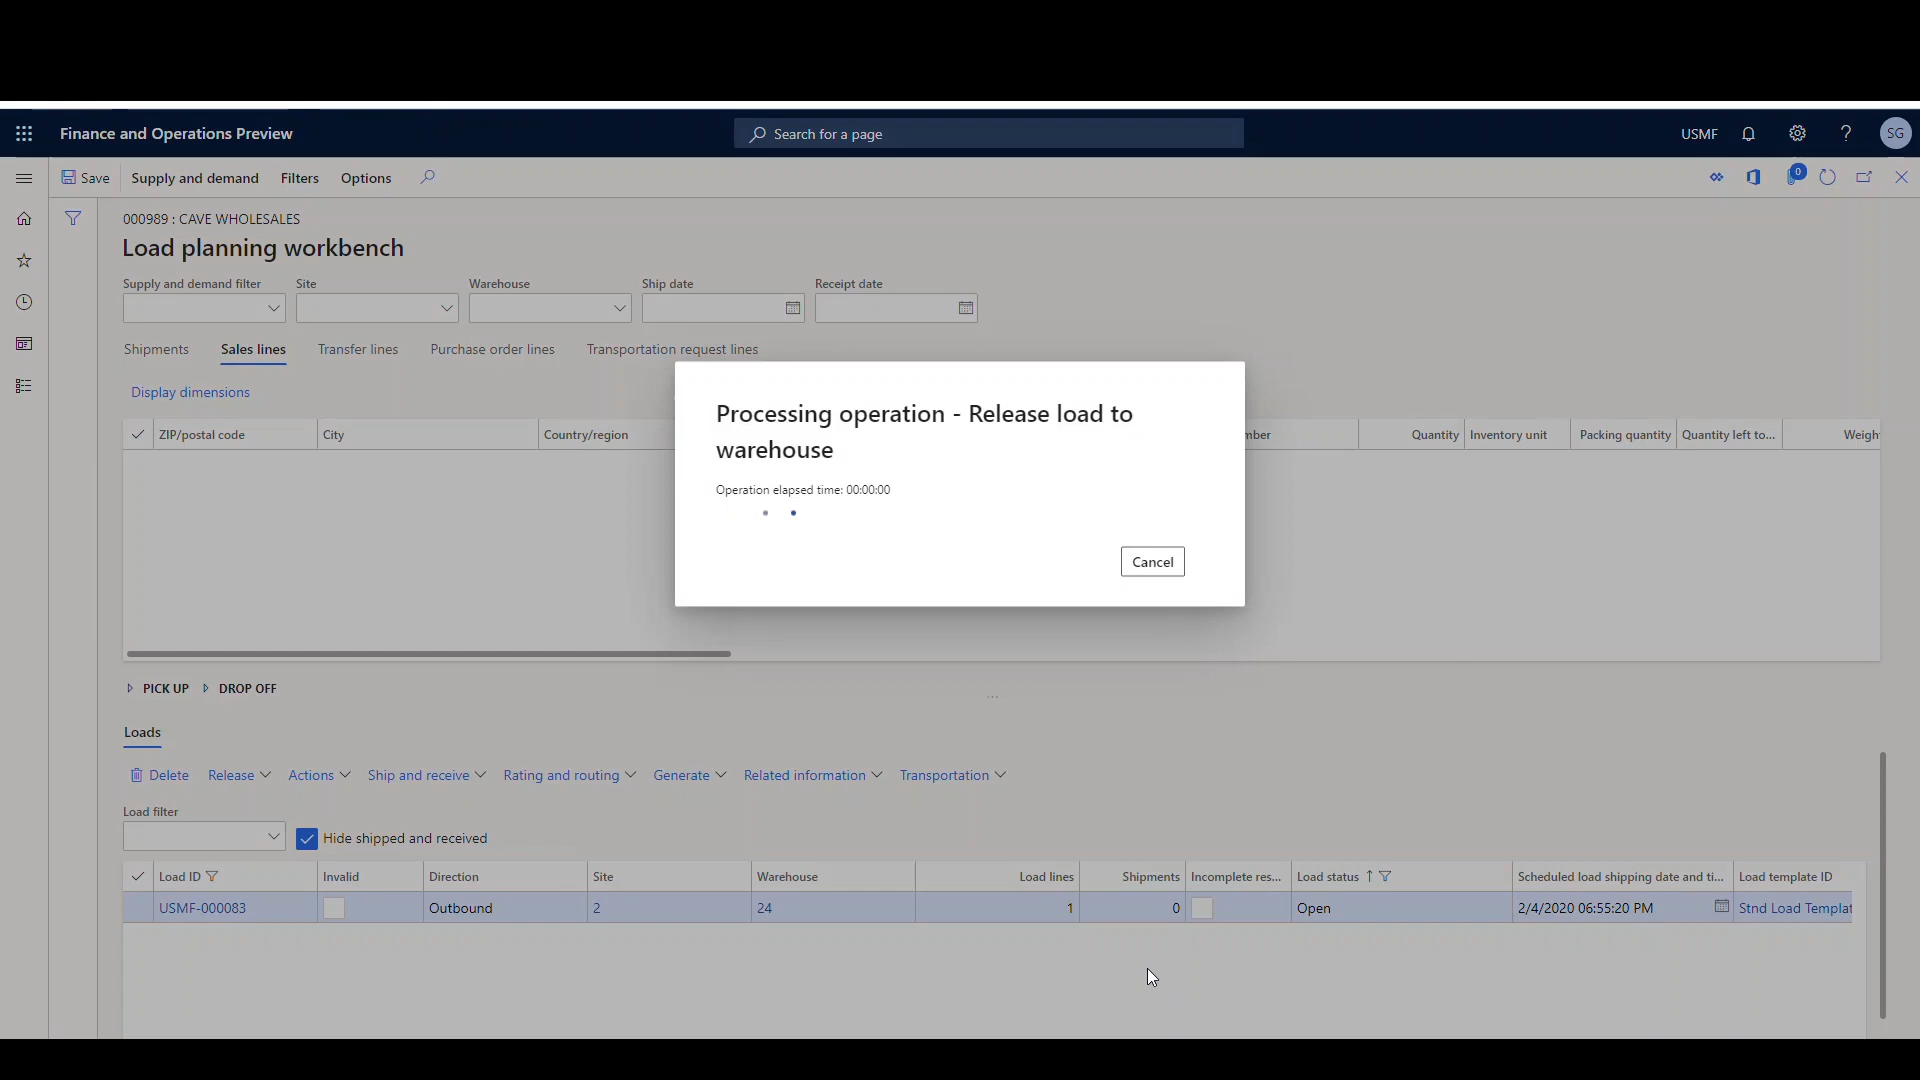 Finance and Operations Preview
Search for a page
USMF
?
SG
Save
Supply and demand
Filters
Options
0
000989 : CAVE WHOLESALES
Load planning workbench
Supply and demand filter
Site
Warehouse
Ship date
Receipt date
Shipments
Sales lines
Transfer lines
Purchase order lines
Transportation request lines
Display dimensions
ZIP/postal code
City
Country/region
mber
Quantity
Inventory unit
Packing quantity
Quantity left to...
Weigh
Processing operation - Release load to
warehouse
Operation elapsed time: 00:00:00
Cancel
PICK UP
DROP OFF
...
Loads
Delete
Release
Actions
Ship and receive
Rating and routing
Generate
Related information
Transportation
Load filter
Hide shipped and received
Load ID
Invalid
Direction
Site
Warehouse
Load lines
Shipments
Incomplete res...
Load status
Scheduled load shipping date and ti...
Load template ID
USMF-000083
Outbound
2
24
1
0
Open
2/4/2020 06:55:20 PM
Stnd Load Templat